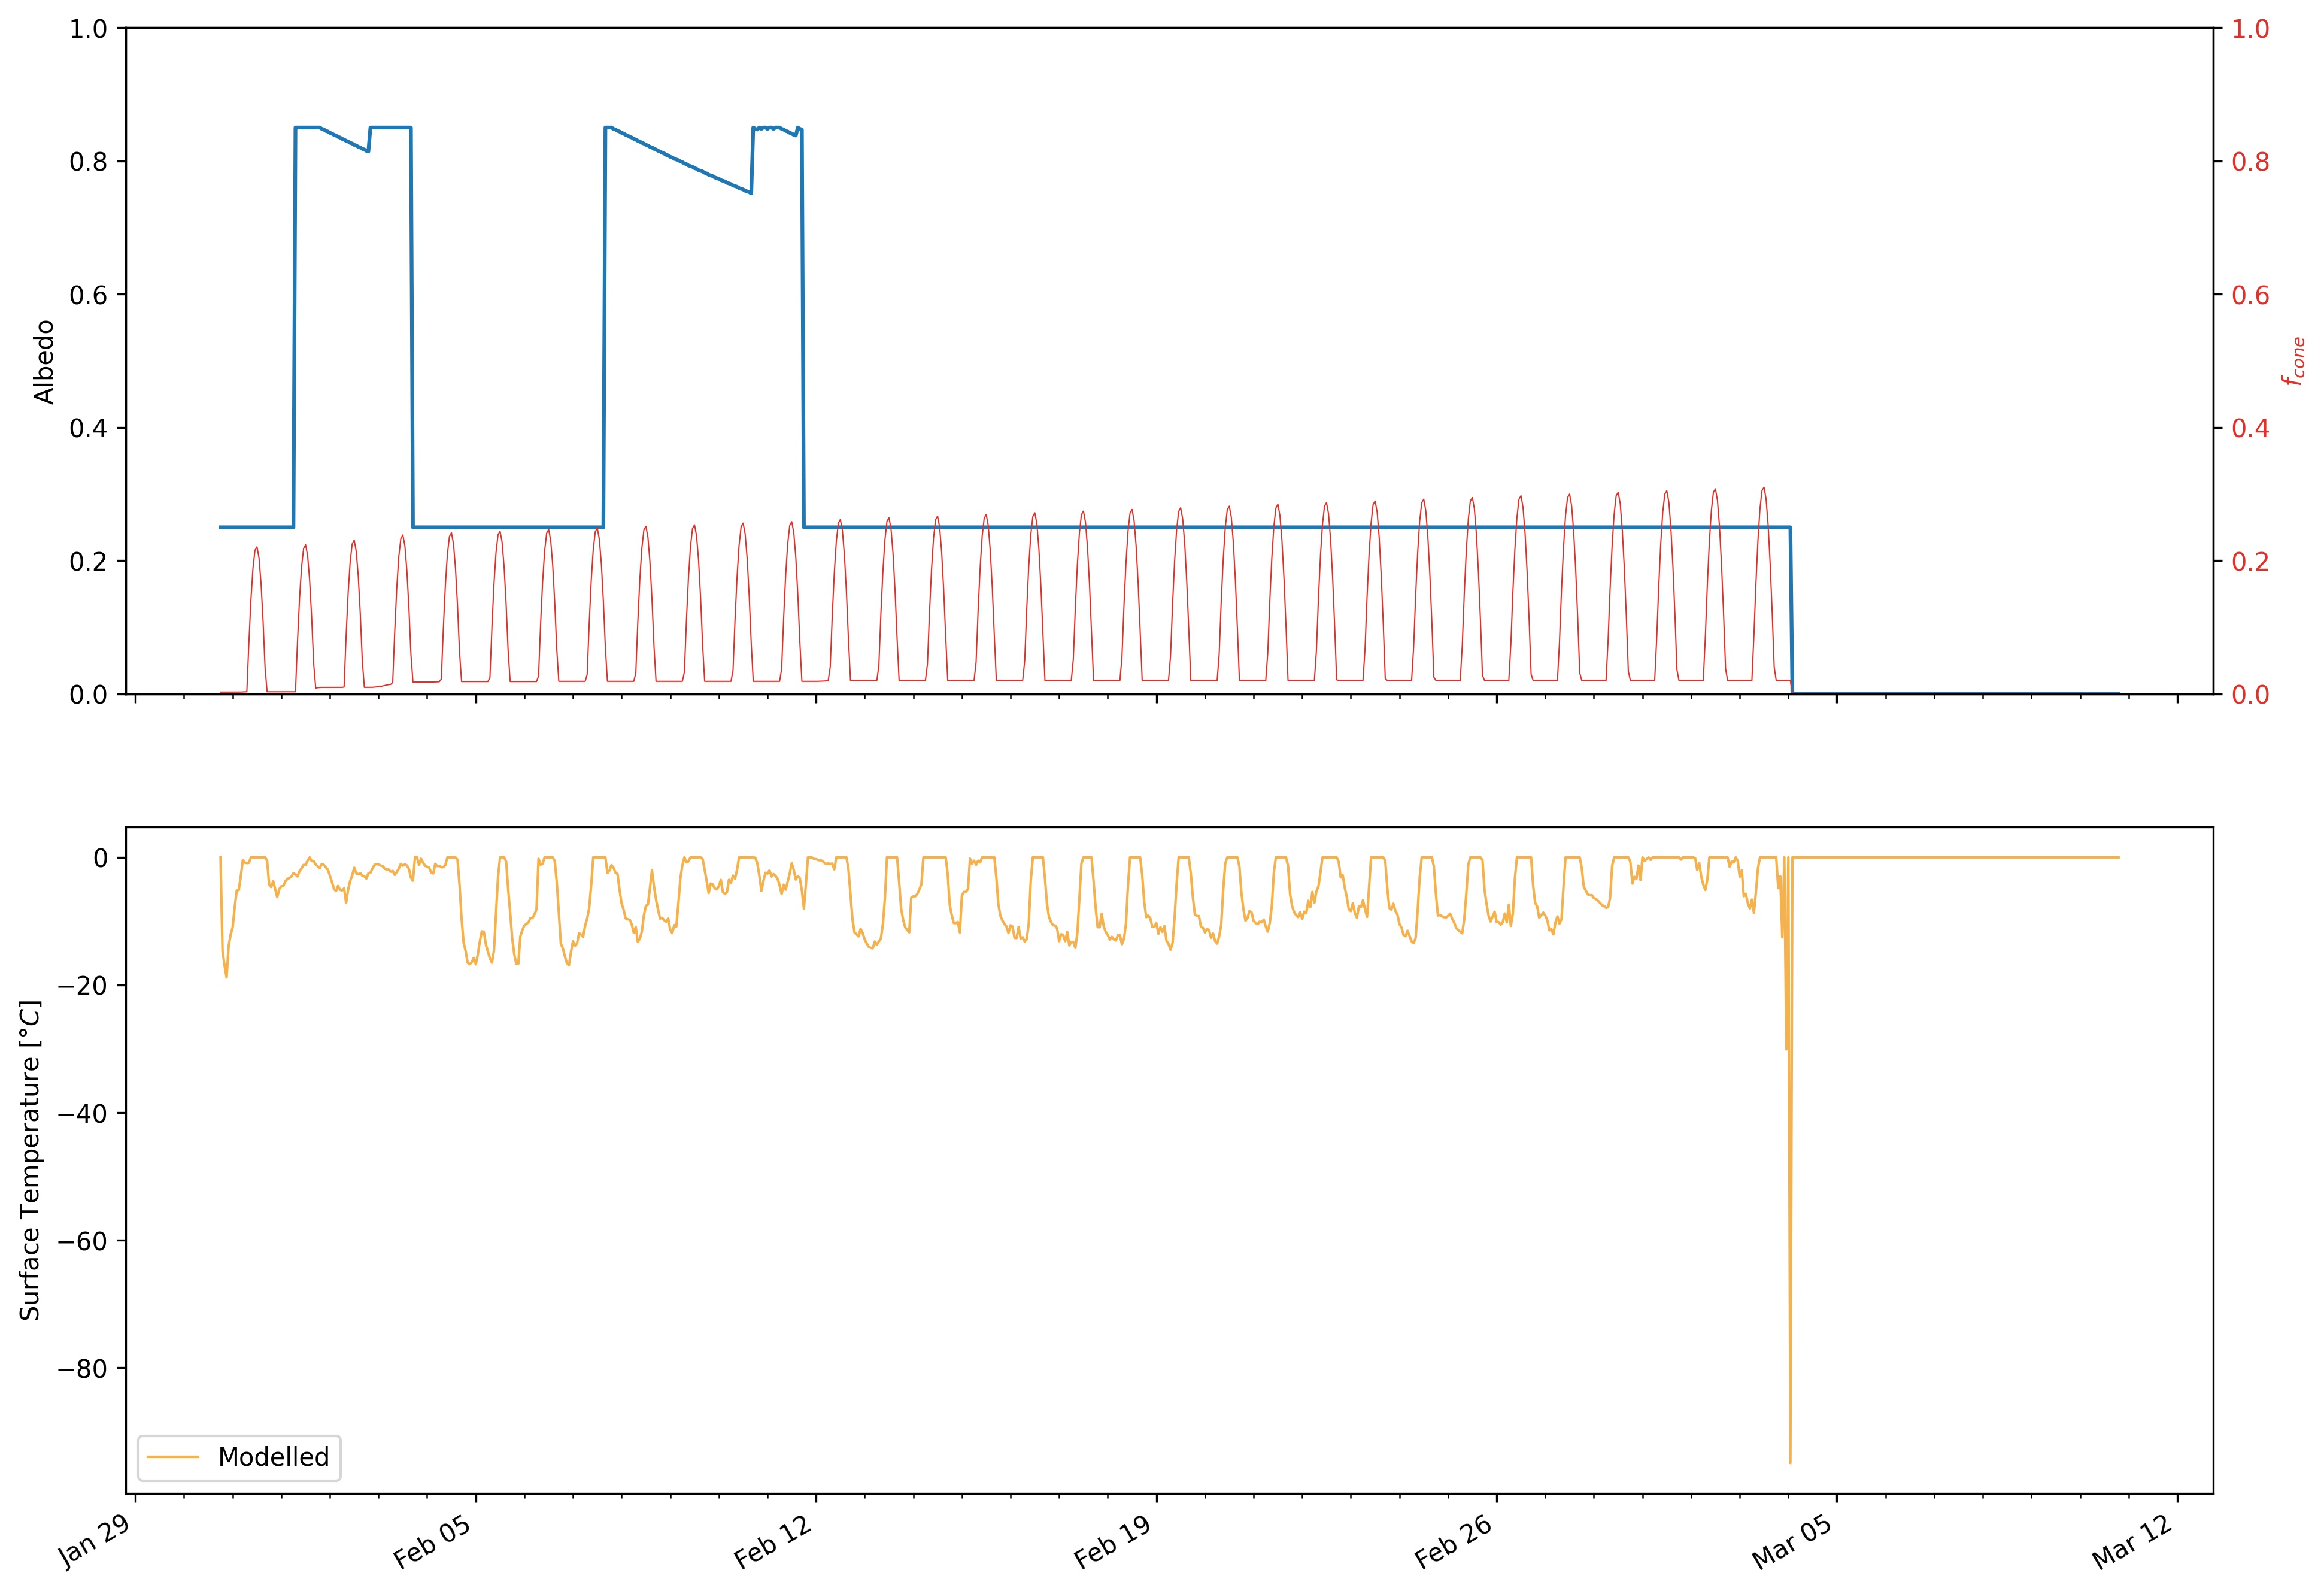 1.0
0.8
0.6
0.4
0.2
0.0
Albedo
1.0
0.8
0.6
0.4
0.2
0.0
fcone
0
−20
−40
−60
−80
Surface Temperature [°C]
Modelled
Jan 29
Feb 05
Feb 12
Feb 19
Feb 26
Mar 05
Mar 12